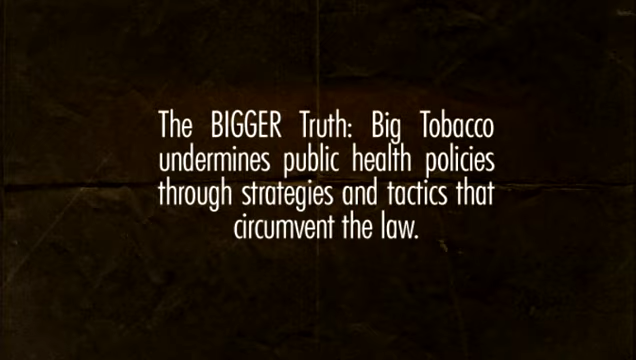 The BIGGER Truth: Big Tobacco
undermines public health policies
through strategies and tactics that
circumvent the law.